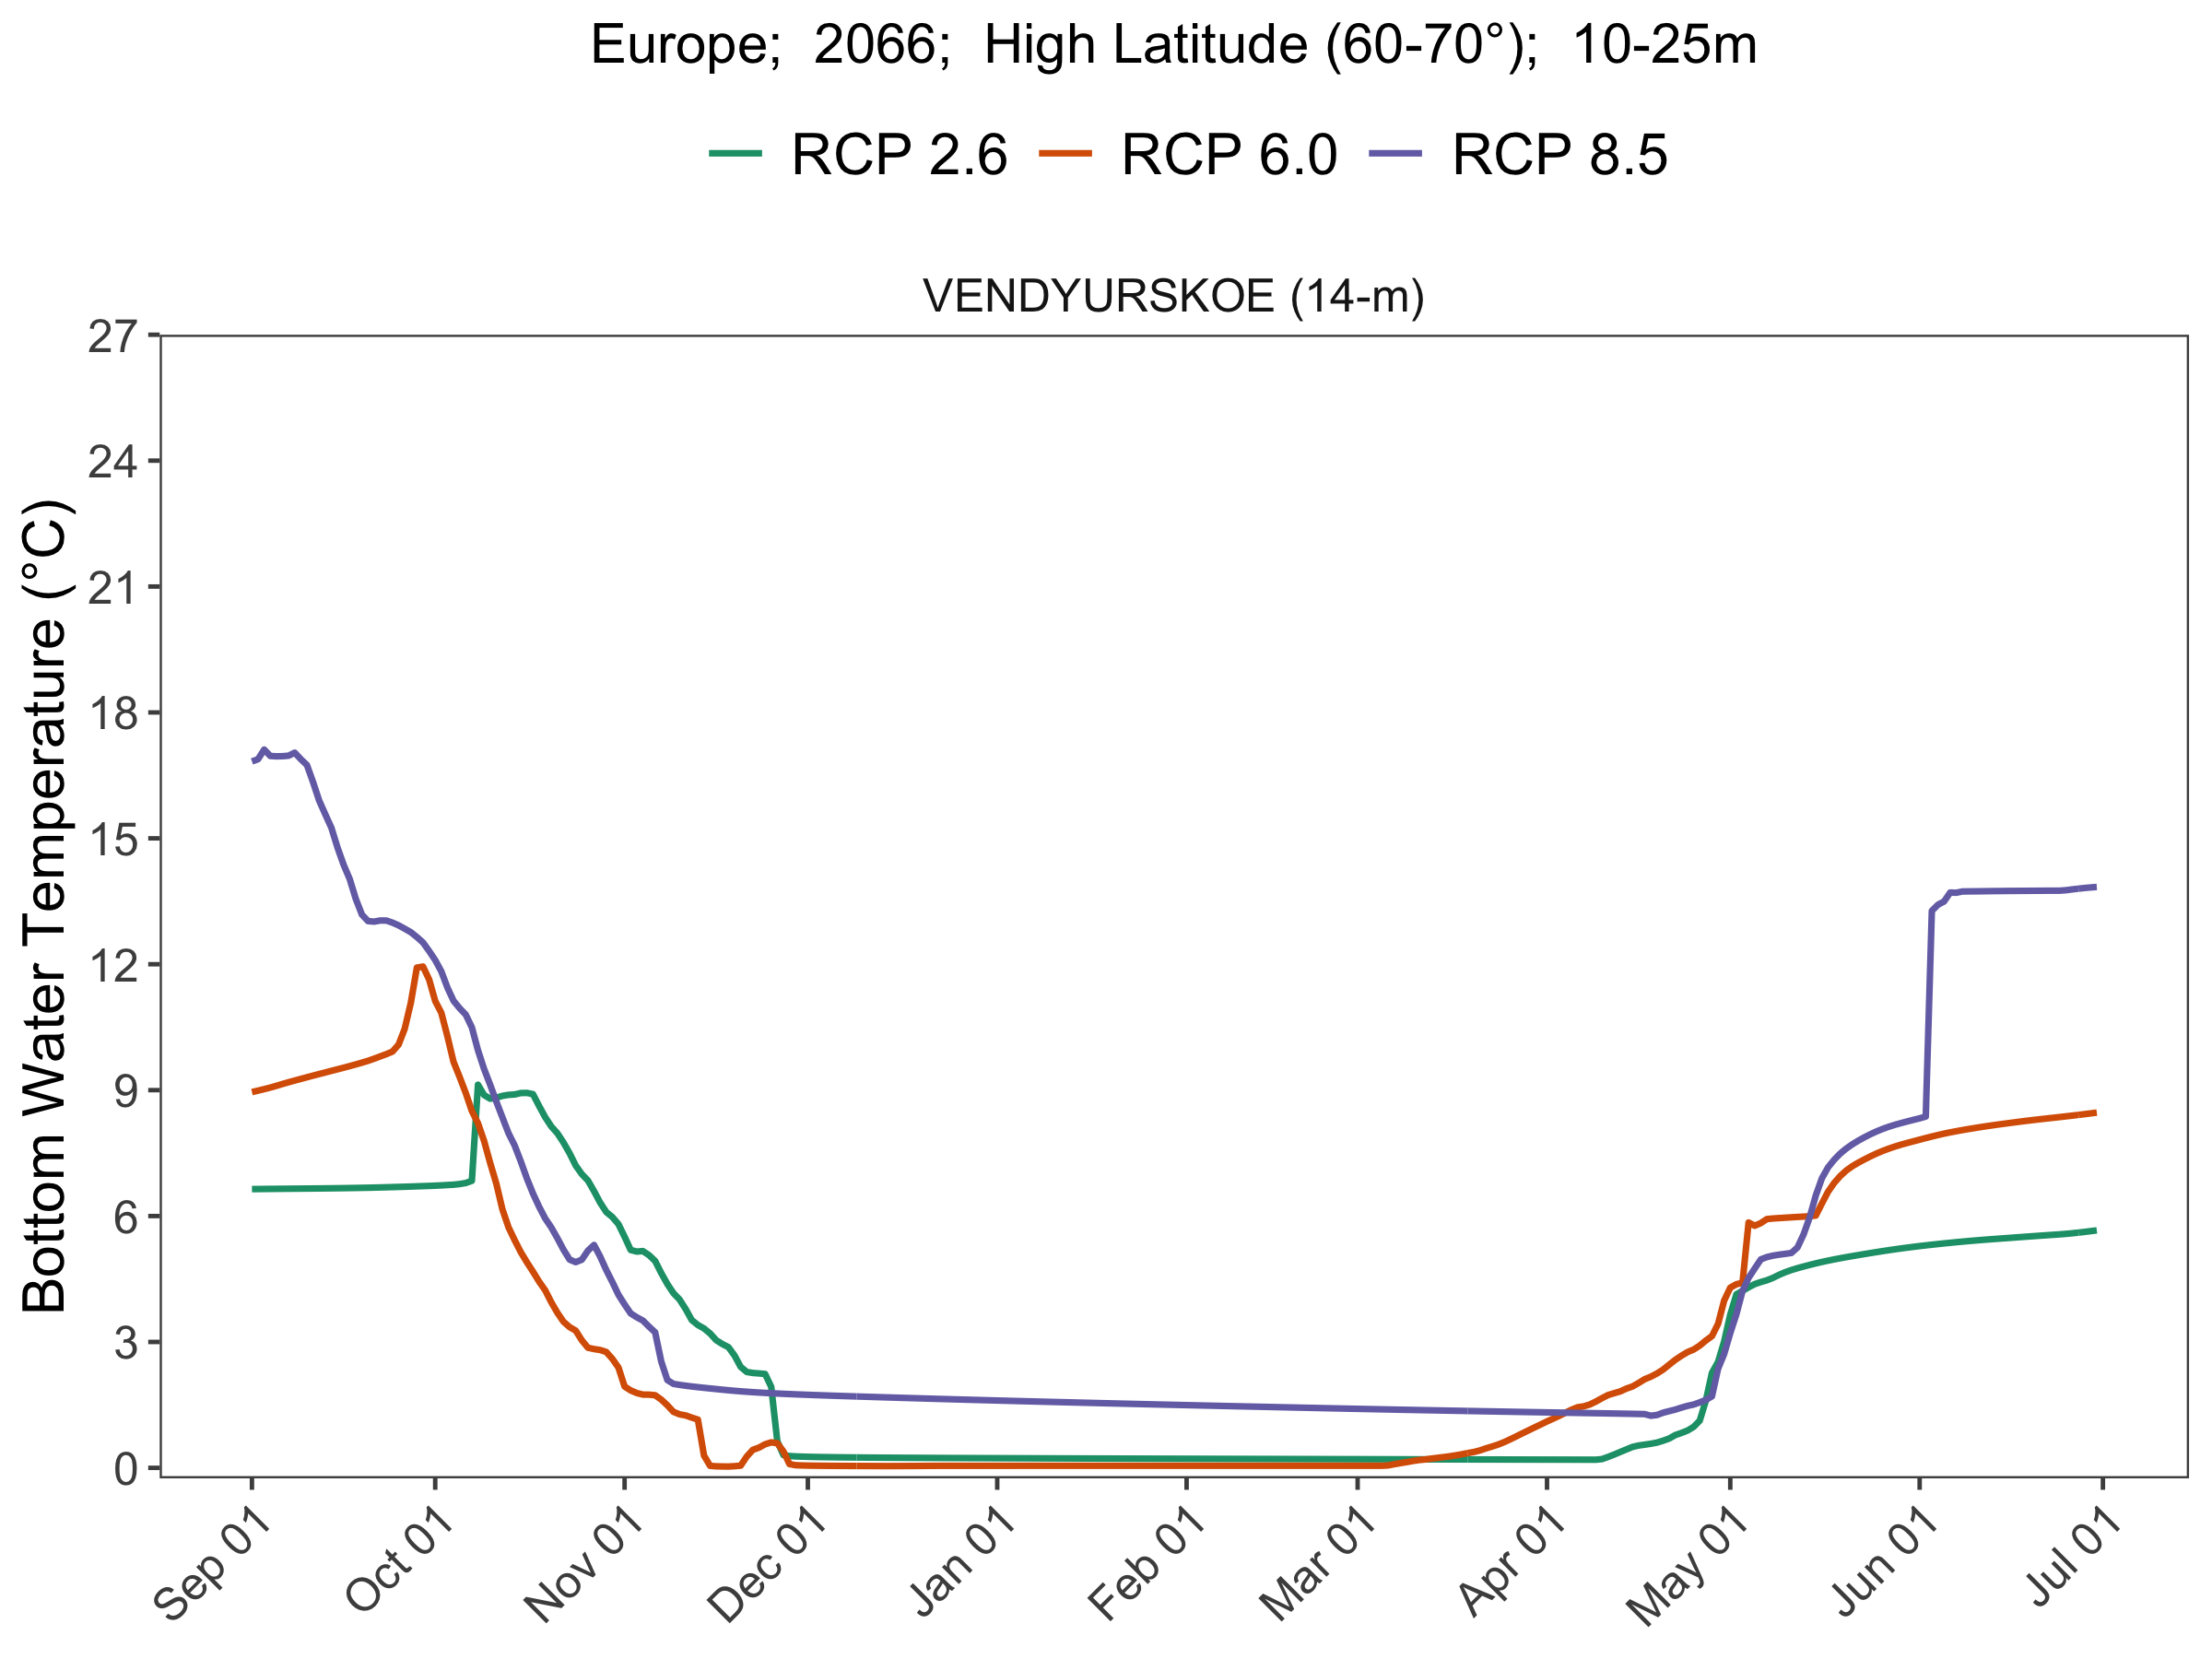 Europe;  2066;  High Latitude (60-70°);  10-25m
RCP 2.6 RCP 6.0 RCP 8.5
VENDYURSKOE (14-m)
Bottom Water Temperature (°C)
27
24
21
18
15
12
9
6
3
0
Sep 01 Oct 01 Nov 01 Dec 01 Jan 01 Feb 01 Mar 01 Apr 01 May 01 Jun 01 Jul 01